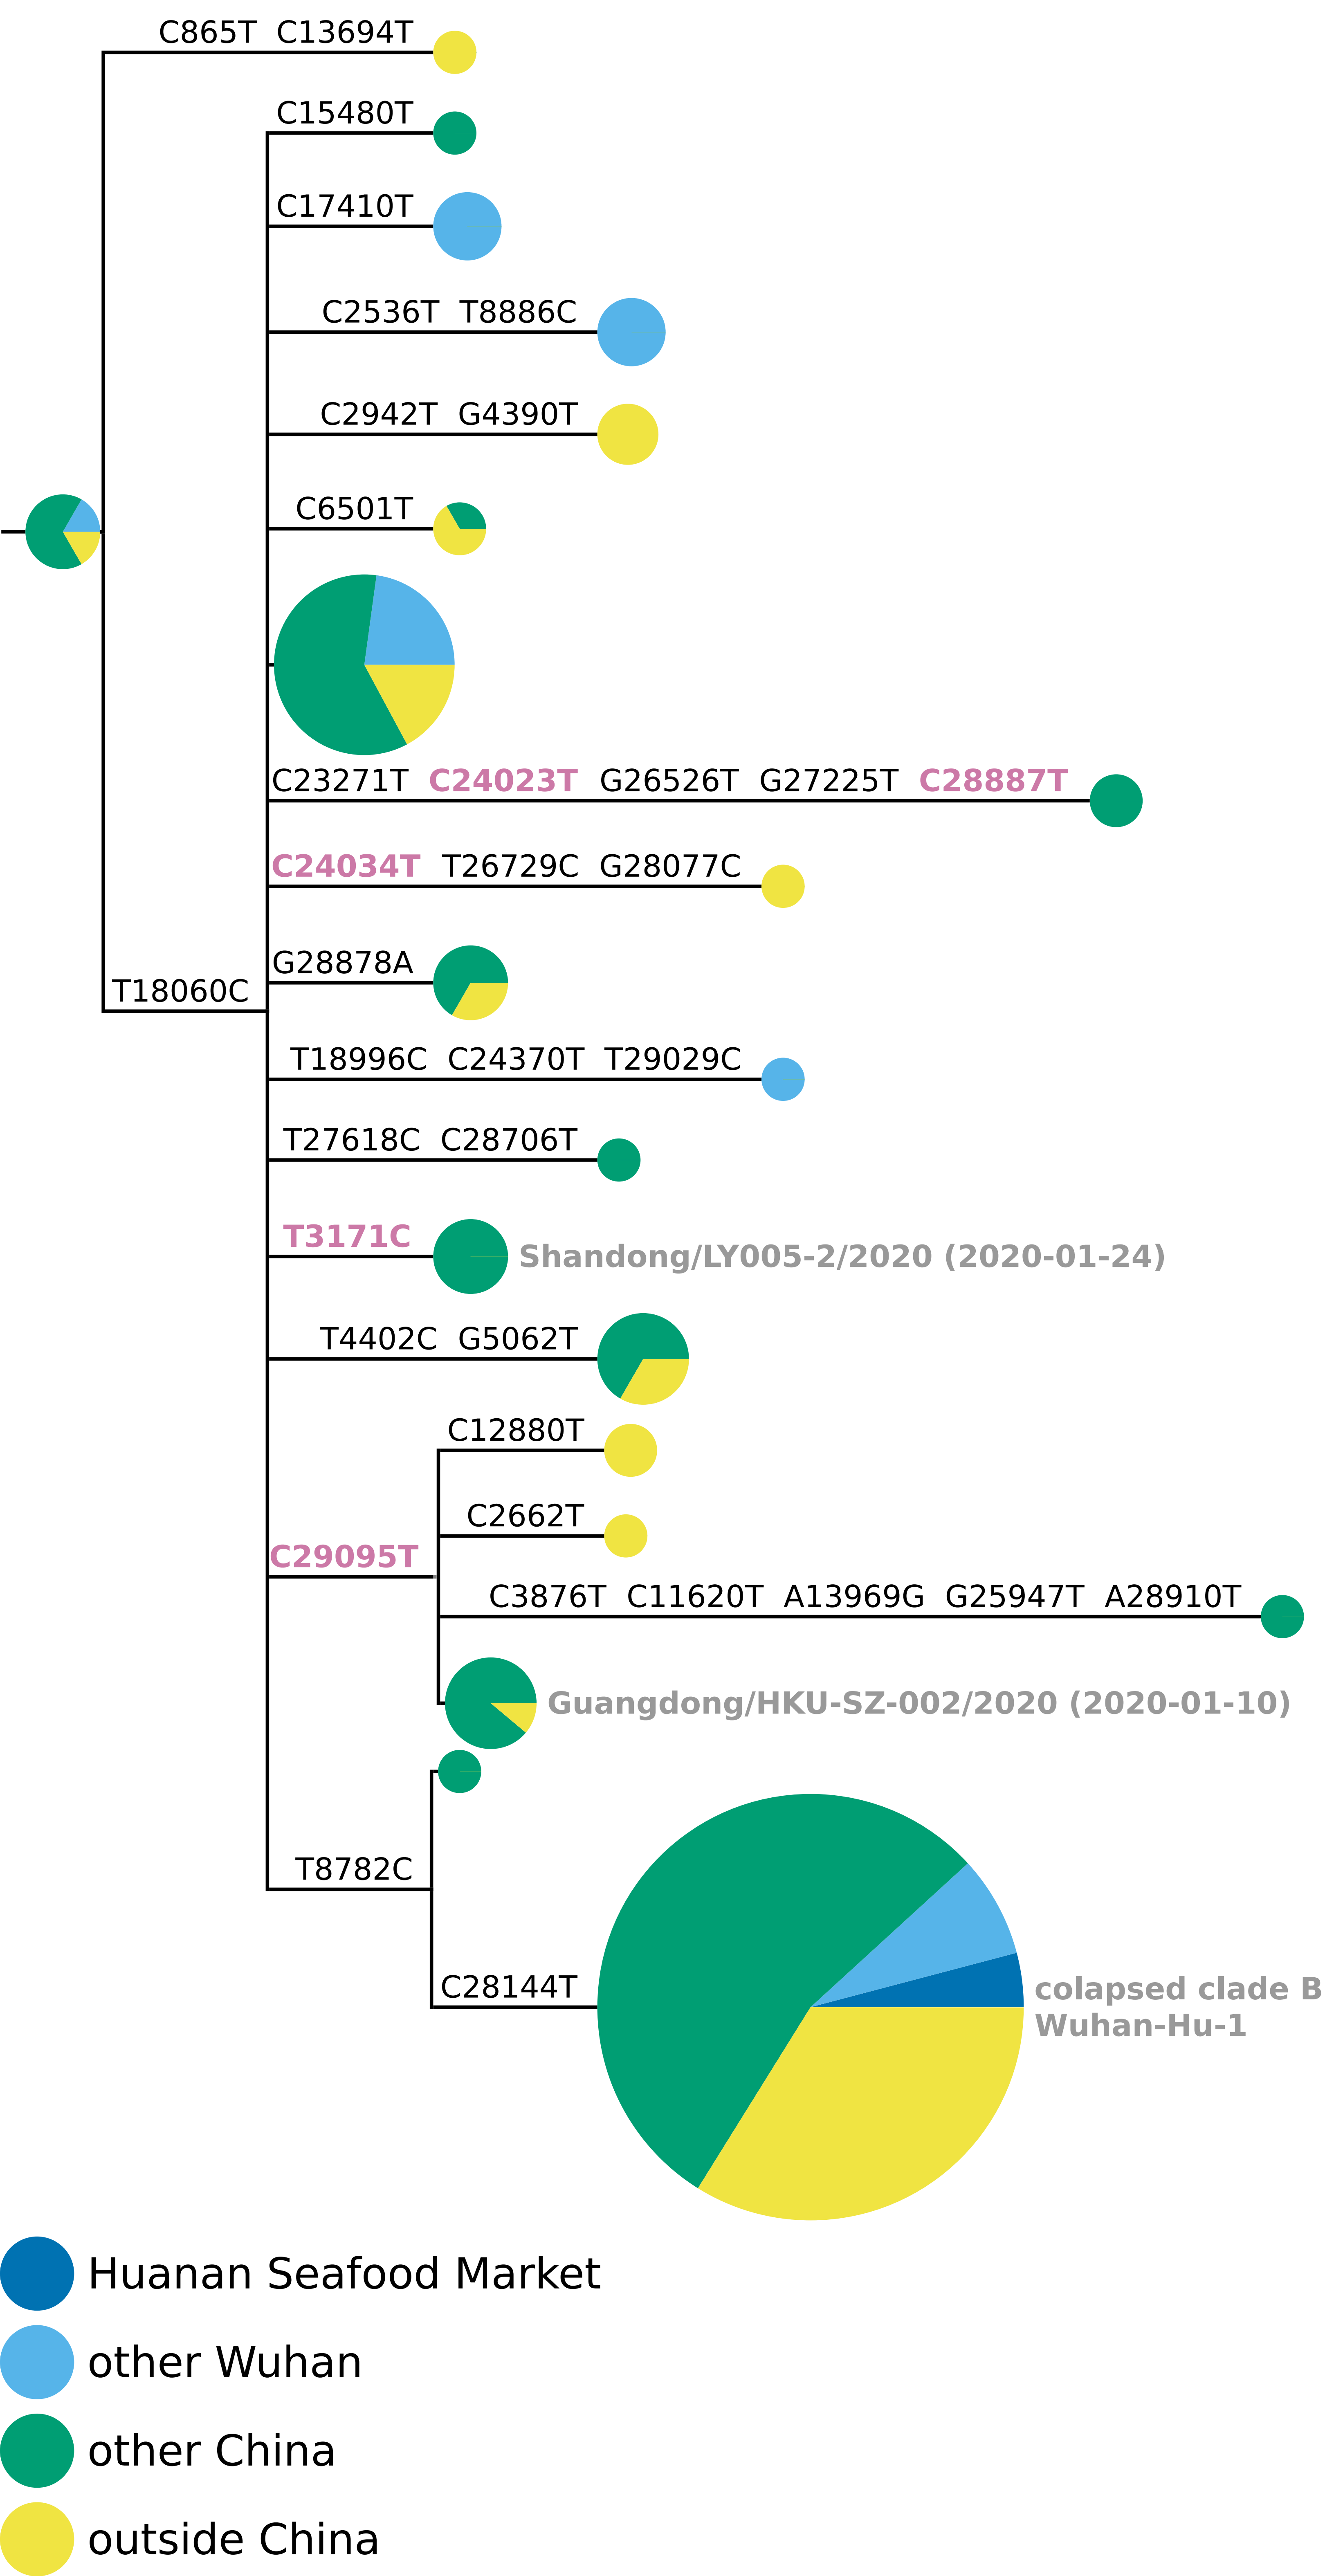 C865T C13694T
C15480T
C17410T
C2536T T8886C
C2942T G4390T
C6501T
C23271T C24023T G26526T G27225T C28887T
C24034T T26729C G28077C
G28878A
T18060C
T18996C C24370T T29029C
T27618C C28706T
T3171C
Shandong/LY005-2/2020 (2020-01-24)
T4402C G5062T
C12880T
C2662T
C29095T
C3876T C11620T A13969G G25947T A28910T
Guangdong/HKU-SZ-002/2020 (2020-01-10)
T8782C
C28144T
colapsed clade B
Wuhan-Hu-1
Huanan Seafood Market
other Wuhan
other China
outside China